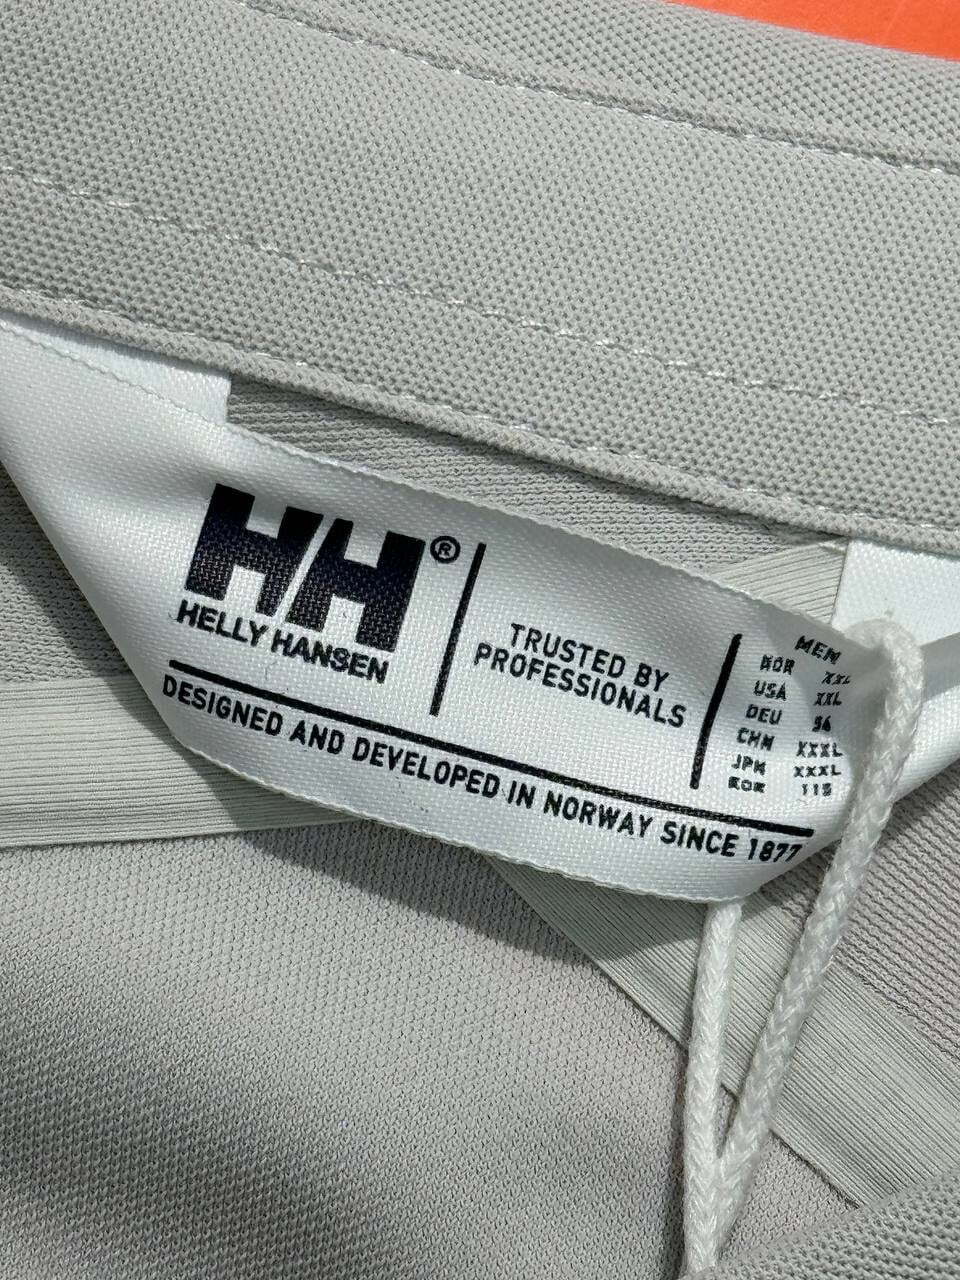 HH®
HELLY HANSEN
TRUSTED BY
PROFESSIONALS
MEN
NOR XXL
USA XXL
DEU 56
CHN XXXL
JPN XXXL
KOR 115
DESIGNED AND DEVELOPED IN NORWAY SINCE 1877